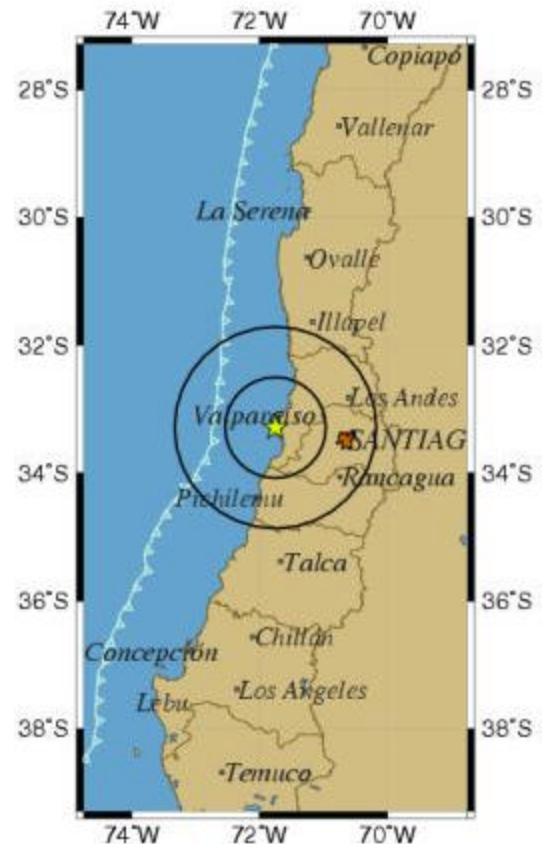 74°W 72°W 70°W
Copiapó
28°S 28°S
Vallenar
La Serena
30°S 30°S
Ovalle
Illapel
32°S 32°S
Los Andes
Valparaíso
SANTIAG
34°S 34°S
Rancagua
Pichilemu
Talca
36°S 36°S
Chillán
Concepción
Los Angeles
Lebu
38°S 38°S
Temuco
74°W 72°W 70°W